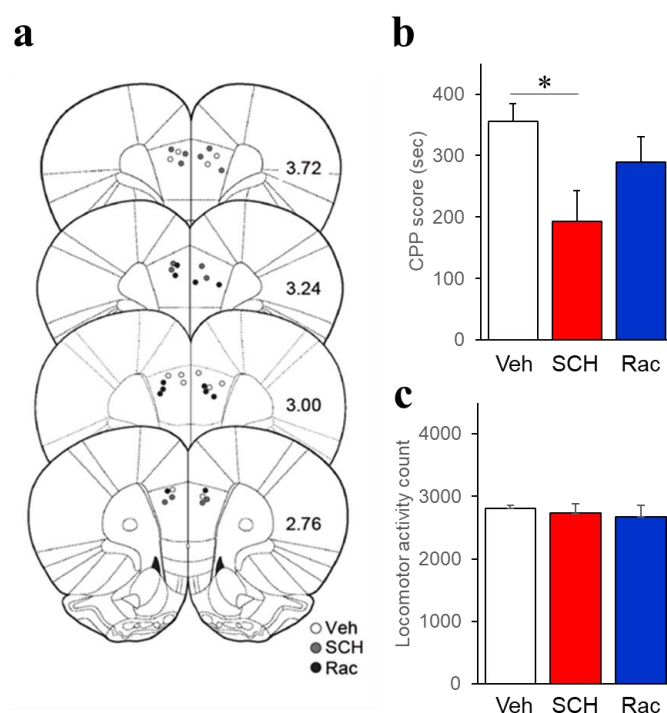 a
3.72
3.24
3.00
2.76
Veh
SCH
Rac
b
CPP score (sec)
400
300
200
100
0
*
Veh SCH Rac
c
Locomotor activity count
4000
3000
2000
1000
0
Veh SCH Rac